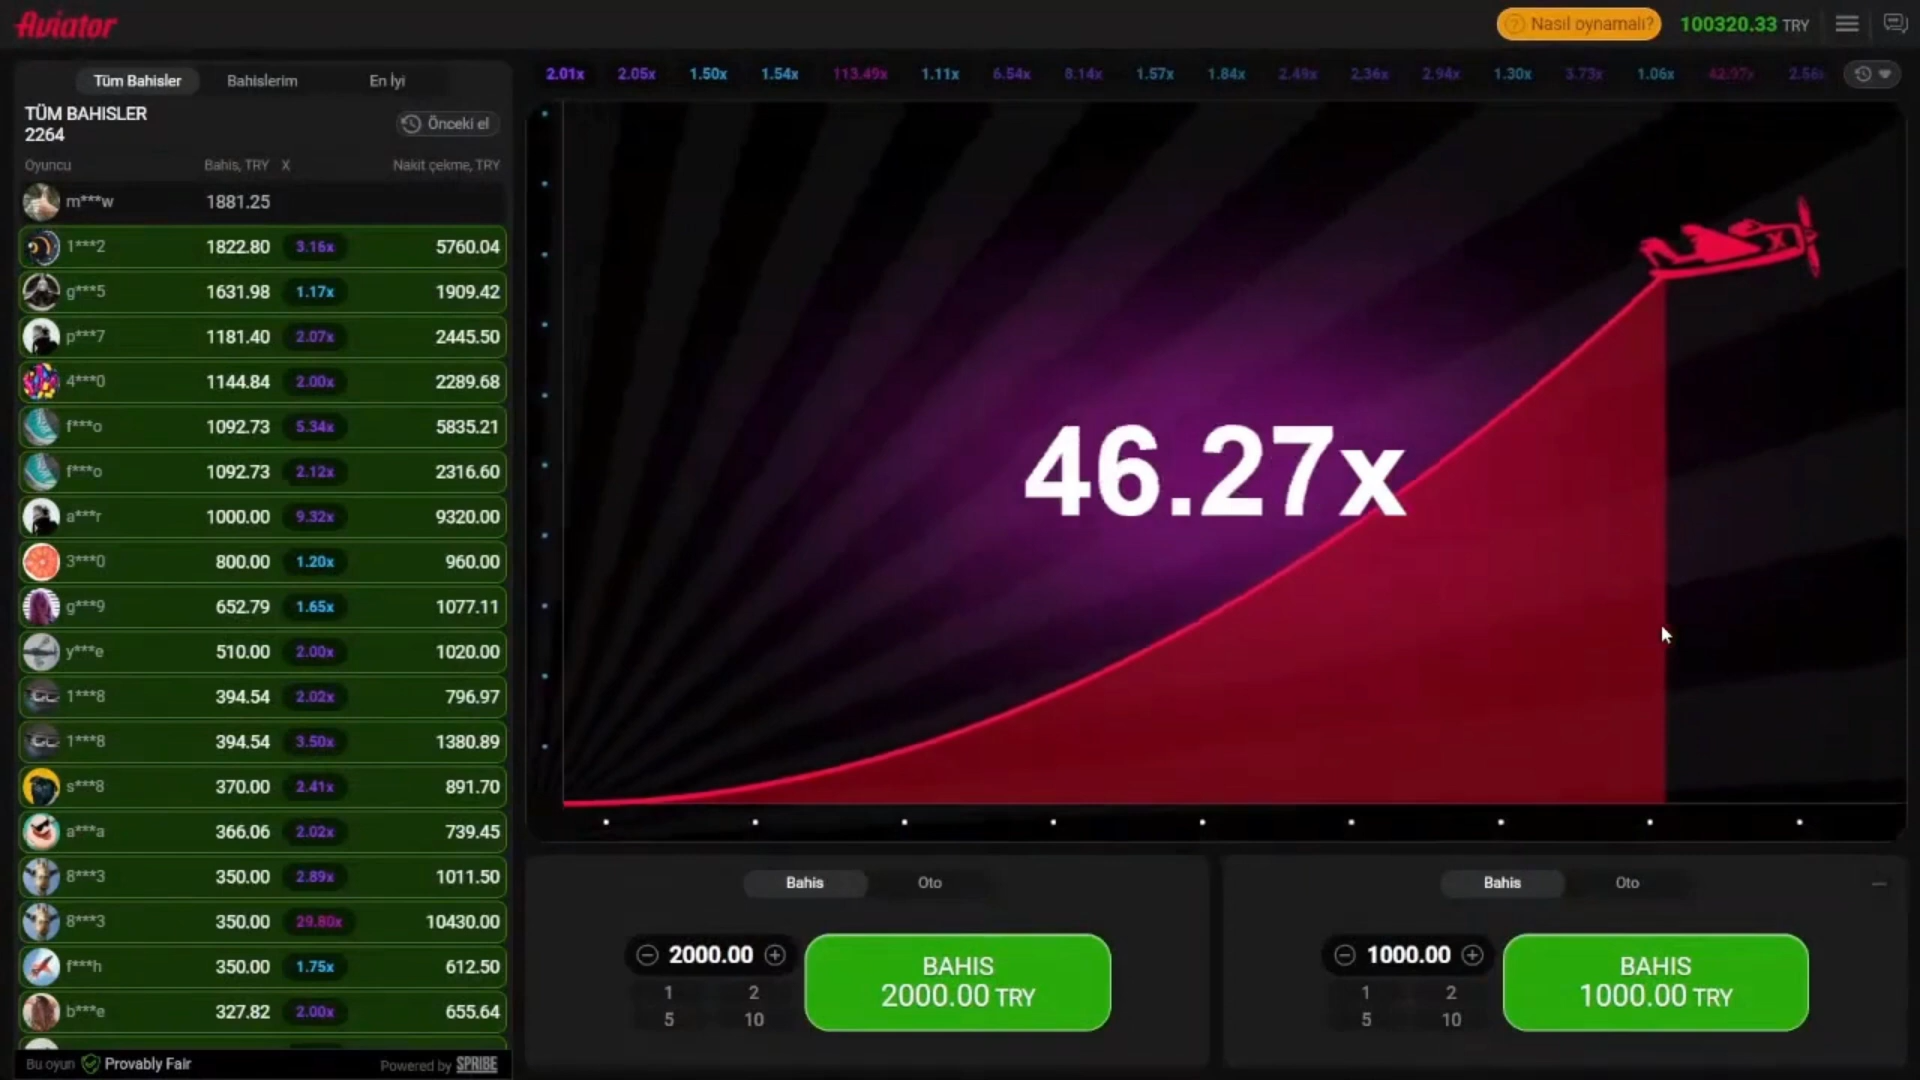 Aviator
Nasıl oynamalı?
100320.33 TRY
Tüm Bahisler
Bahislerim
En İyi
2.01x 2.05x 1.50x 1.54x 113.49x 1.11x 6.54x 8.14x 1.57x 1.84x 2.49x 2.36x 2.94x 1.30x 3.73x 1.06x 42.97x 2.56x
TÜM BAHISLER
2264
Önceki el
Oyuncu Bahis, TRY X Nakit çekme, TRY
m***w 1881.25
1***2 1822.80 3.16x 5760.04
g***5 1631.98 1.17x 1909.42
p***7 1181.40 2.07x 2445.50
4***0 1144.84 2.00x 2289.68
f***o 1092.73 5.34x 5835.21
f***o 1092.73 2.12x 2316.60
a***r 1000.00 9.32x 9320.00
3***0 800.00 1.20x 960.00
g***9 652.79 1.65x 1077.11
y***e 510.00 2.00x 1020.00
1***8 394.54 2.02x 796.97
1***8 394.54 3.50x 1380.89
s***8 370.00 2.41x 891.70
a***a 366.06 2.02x 739.45
8***3 350.00 2.89x 1011.50
8***3 350.00 29.80x 10430.00
f***h 350.00 1.75x 612.50
b***e 327.82 2.00x 655.64
Bu oyun Provably Fair
Powered by SPRIBE
46.27x
Bahis Oto
2000.00
1 2
5 10
BAHIS
2000.00 TRY
Bahis Oto
1000.00
1 2
5 10
BAHIS
1000.00 TRY